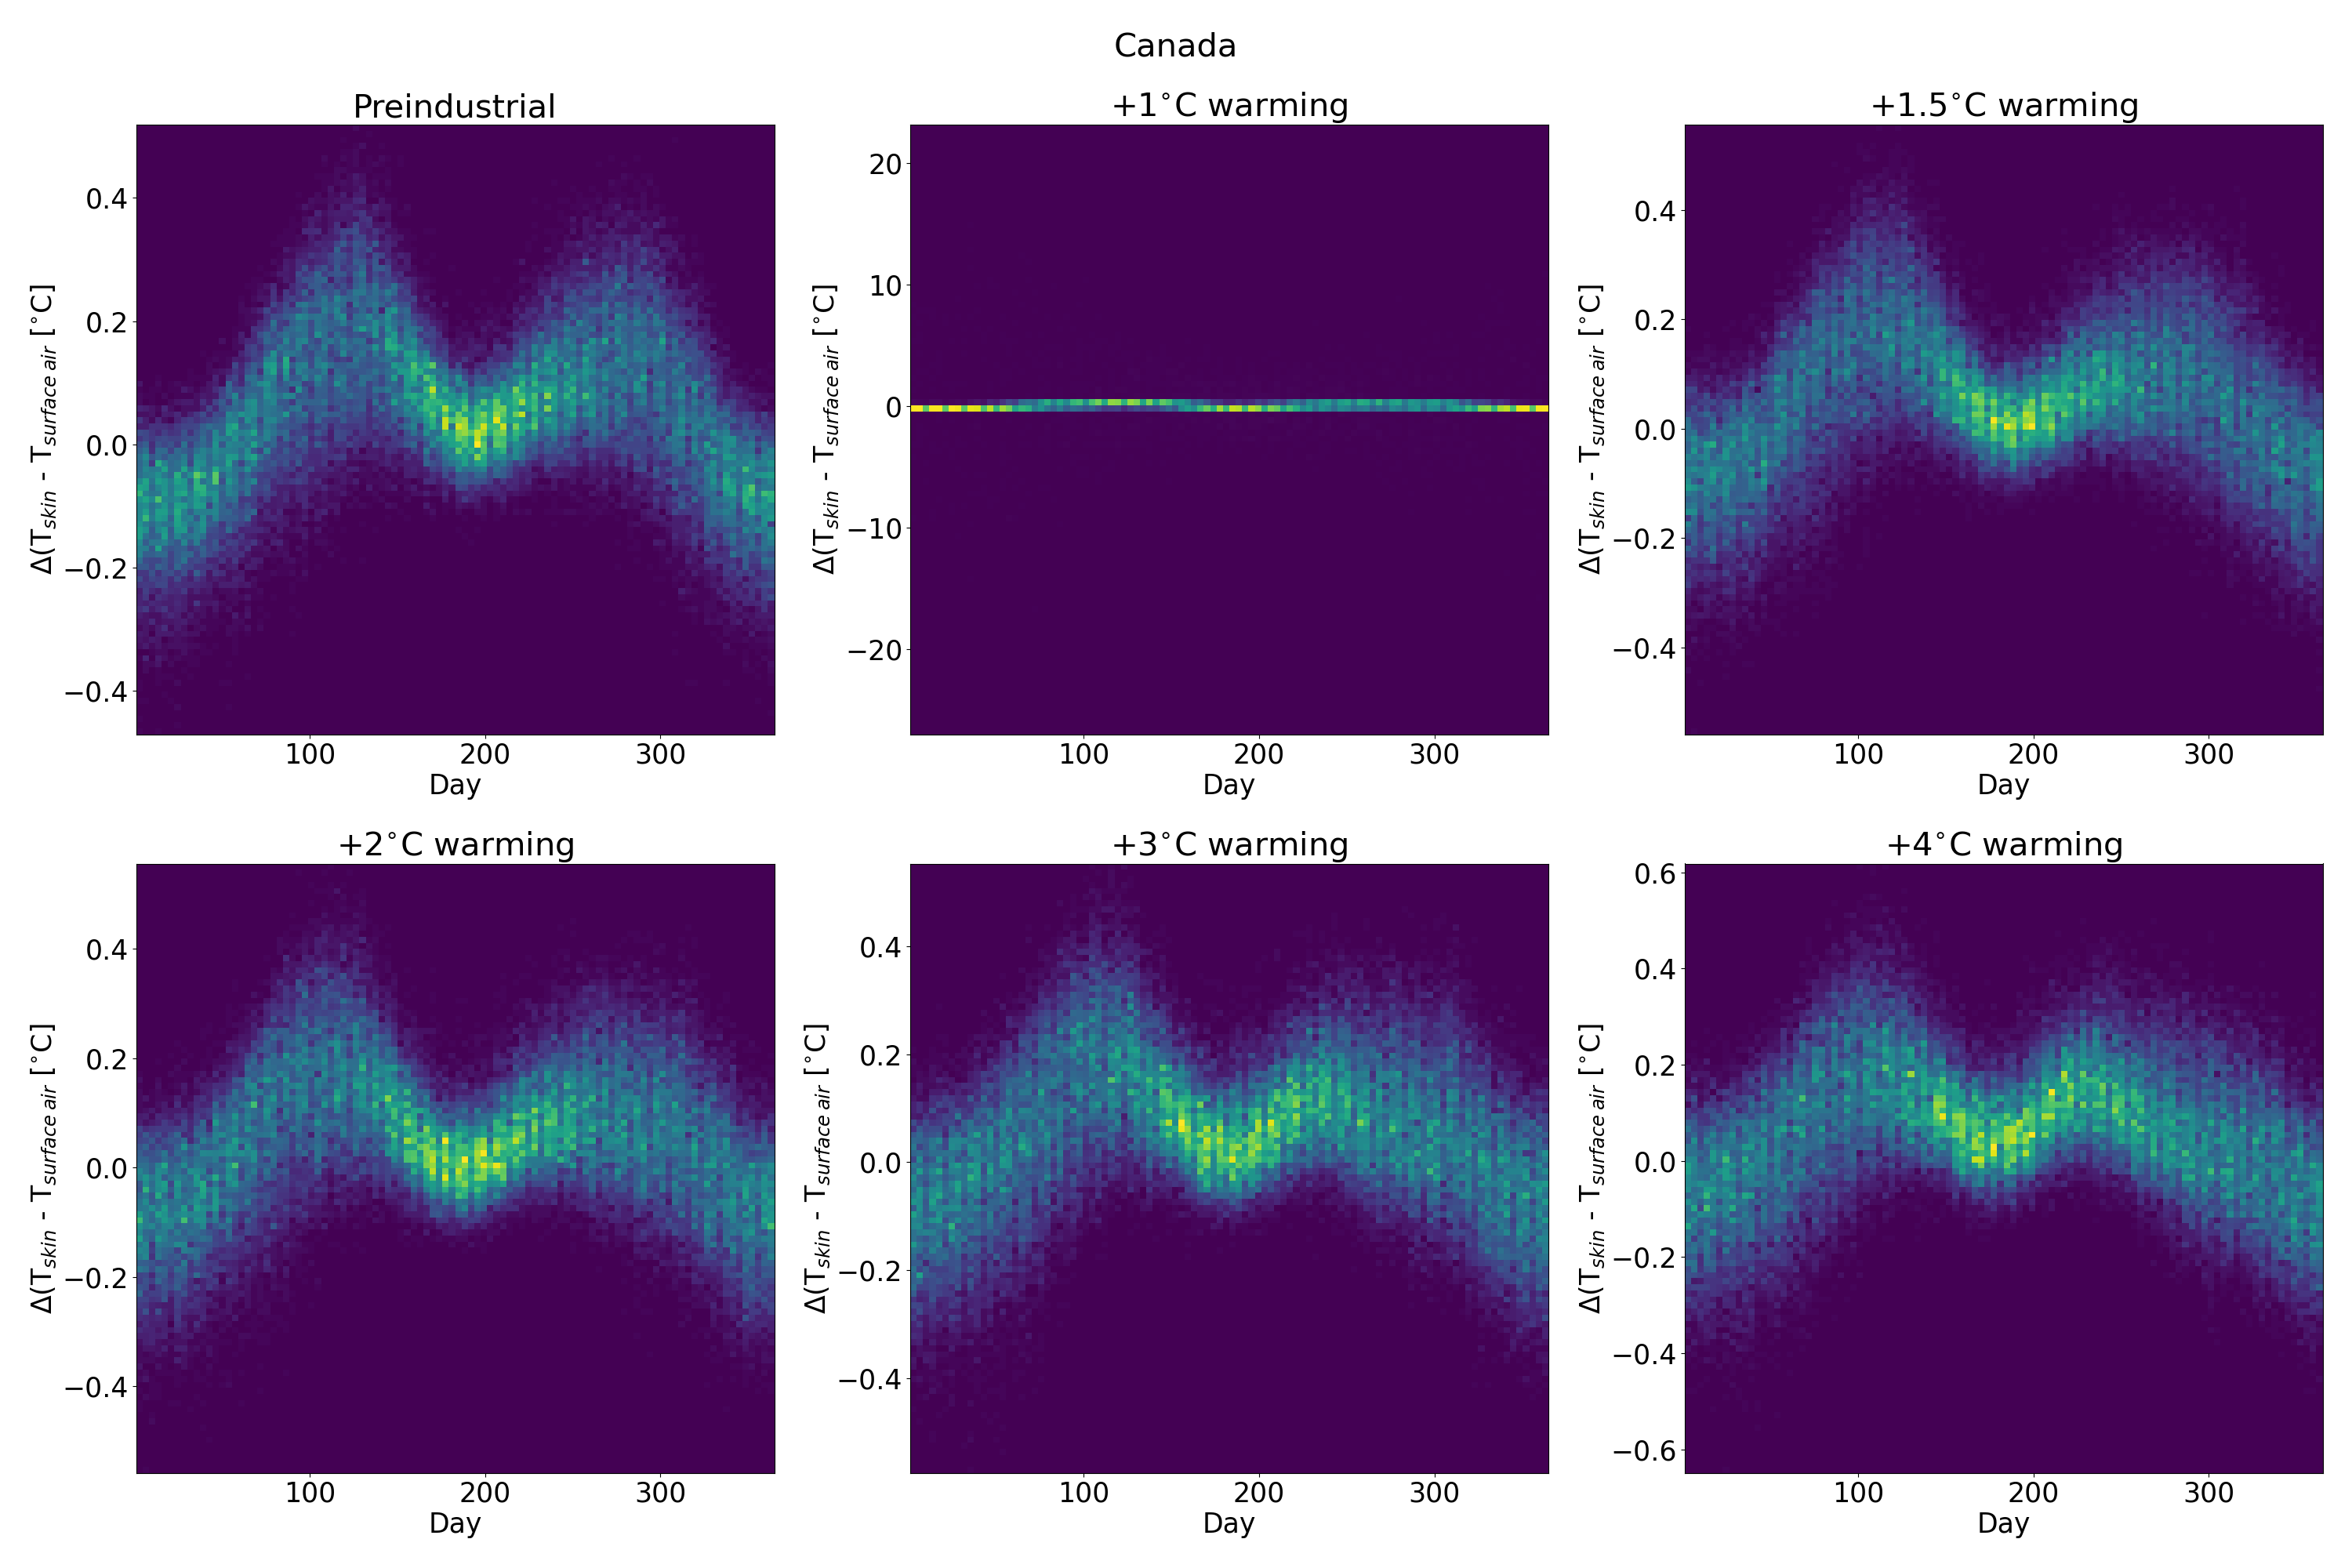 Canada
Preindustrial
Δ(T_skin - T_surface air [°C]
0.4
0.2
0.0
−0.2
−0.4
100 200 300
Day
+1°C warming
Δ(T_skin - T_surface air [°C]
20
10
0
−10
−20
100 200 300
Day
+1.5°C warming
Δ(T_skin - T_surface air [°C]
0.4
0.2
0.0
−0.2
−0.4
100 200 300
Day
+2°C warming
Δ(T_skin - T_surface air [°C]
0.4
0.2
0.0
−0.2
−0.4
100 200 300
Day
+3°C warming
Δ(T_skin - T_surface air [°C]
0.4
0.2
0.0
−0.2
−0.4
100 200 300
Day
+4°C warming
Δ(T_skin - T_surface air [°C]
0.6
0.4
0.2
0.0
−0.2
−0.4
−0.6
100 200 300
Day